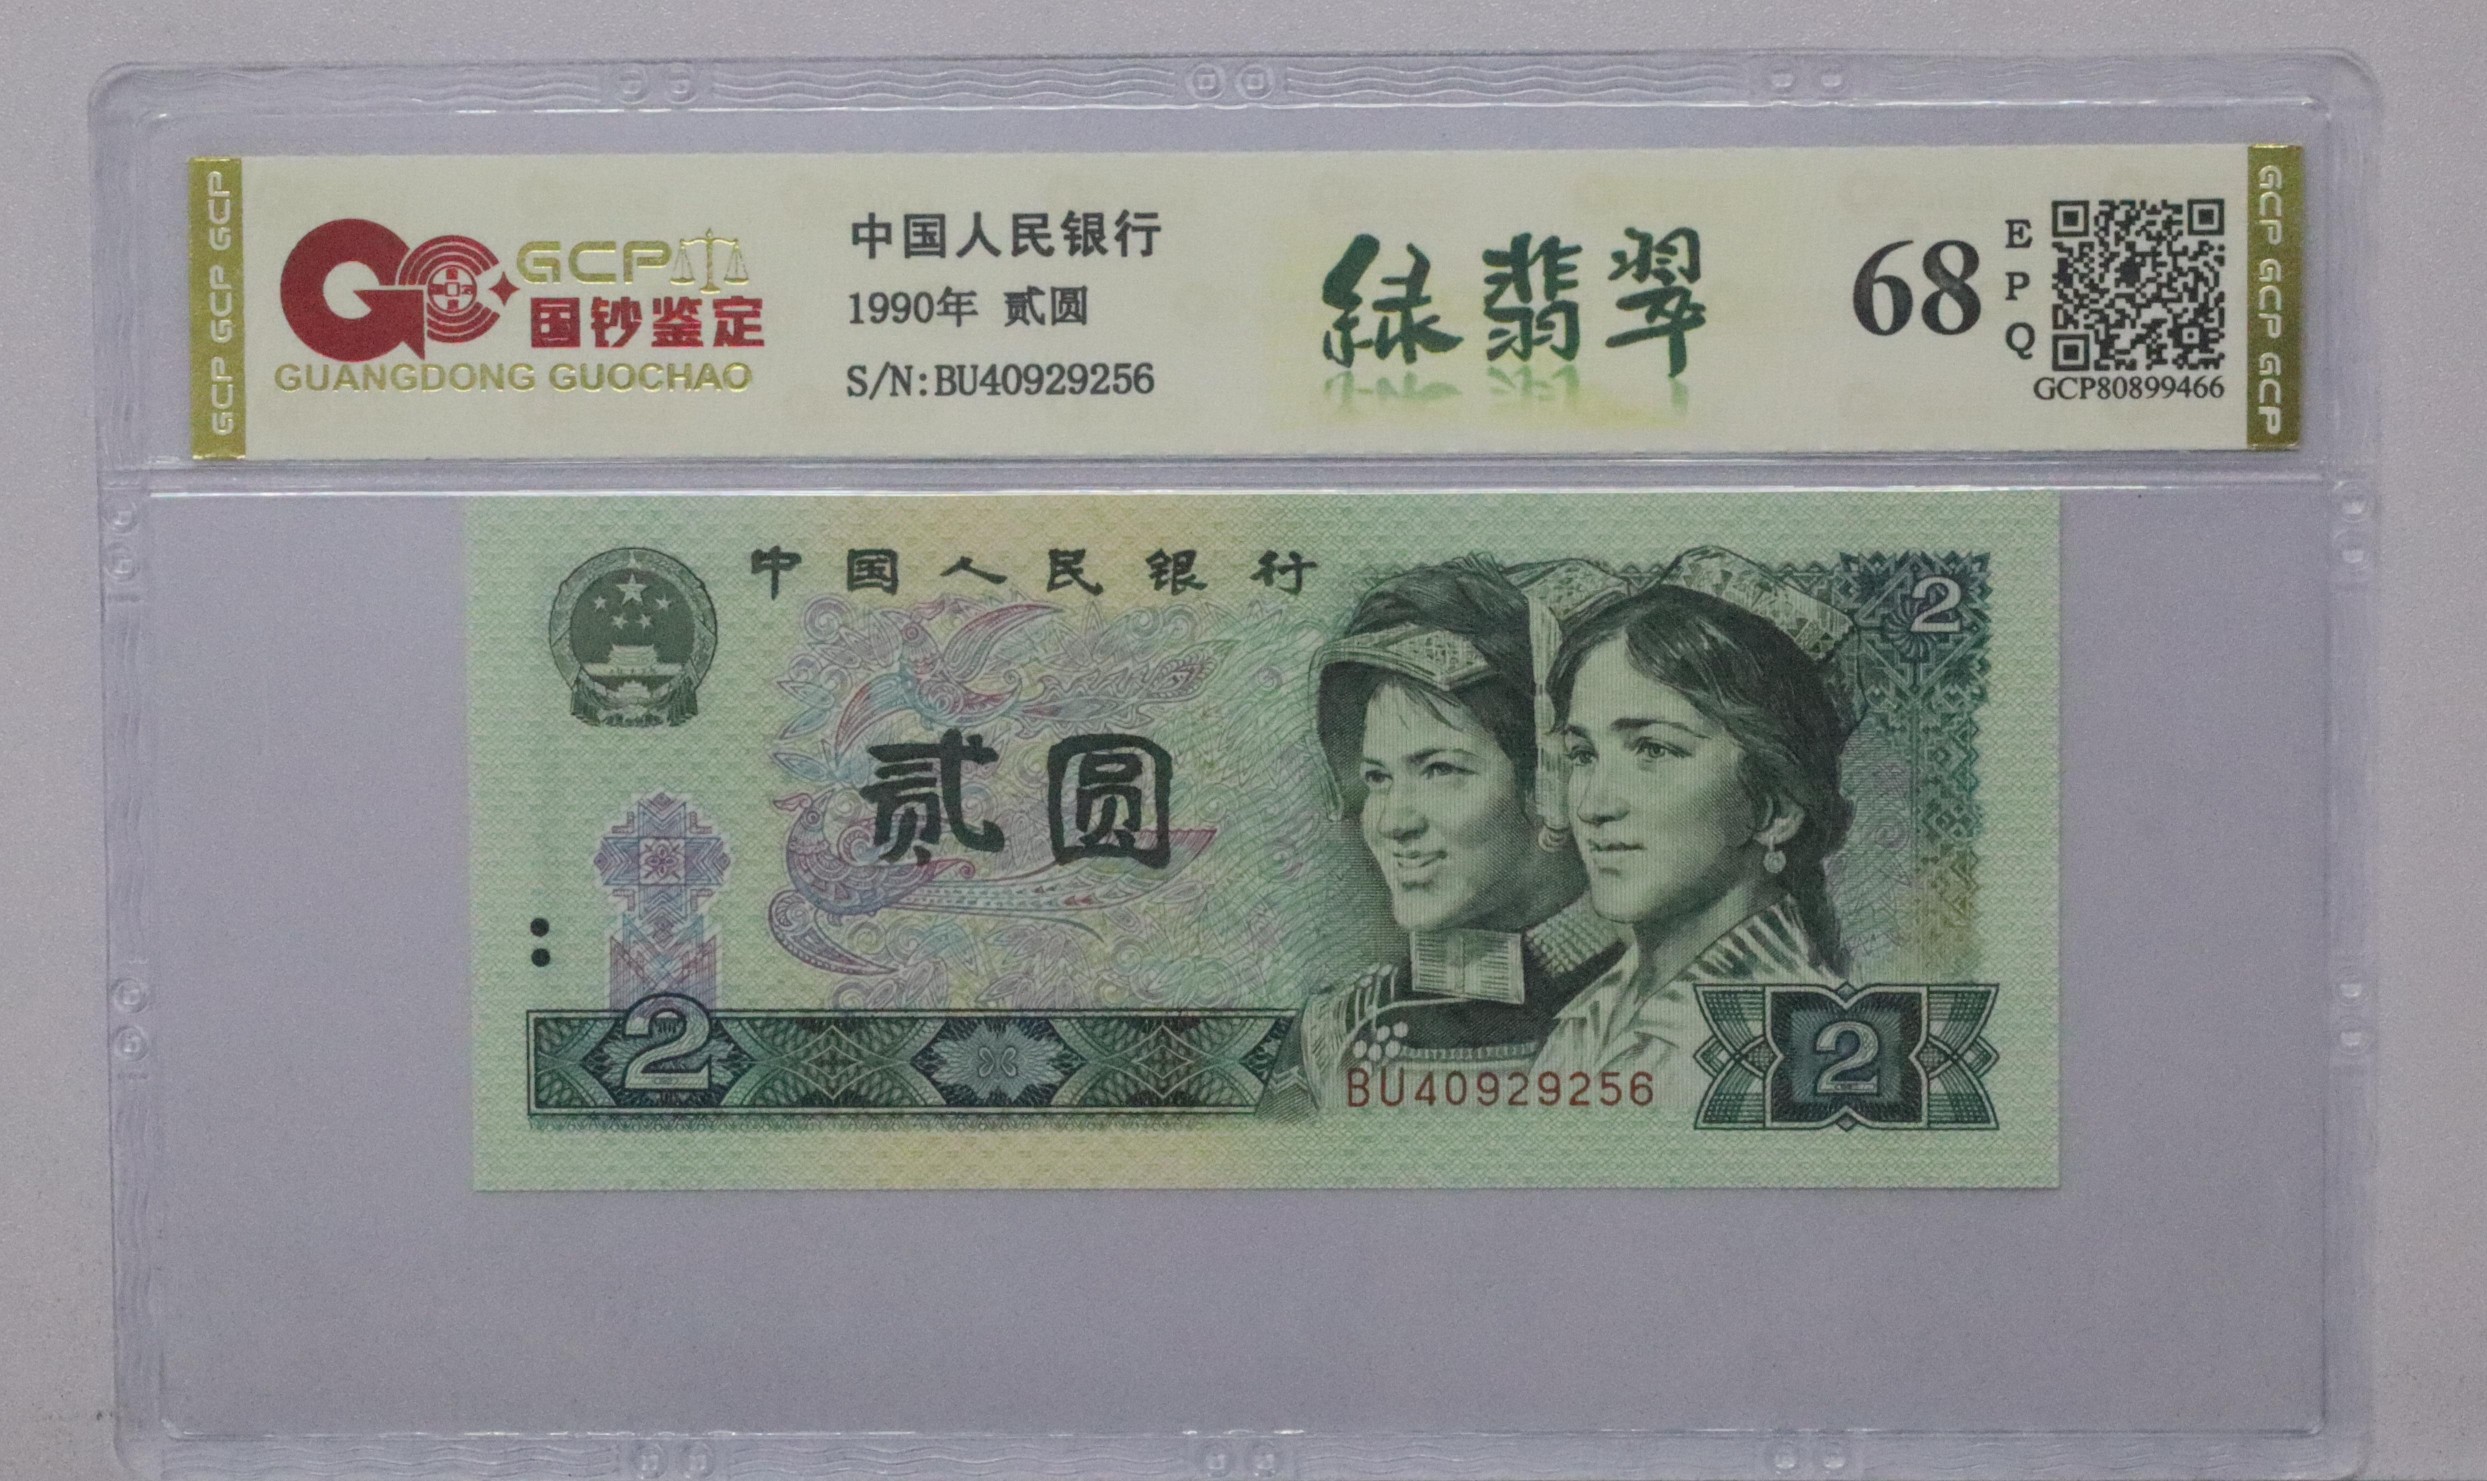 GCP GCP GCP
GCP
国钞鉴定
GUANGDONG GUOCHAO
中国人民银行
1990年 贰圆
S/N:BU40929256
绿翡翠
68
EPQ
GCP80899466
GCP GCP GCP
中国人民银行
2
贰圆
2
BU40929256
2